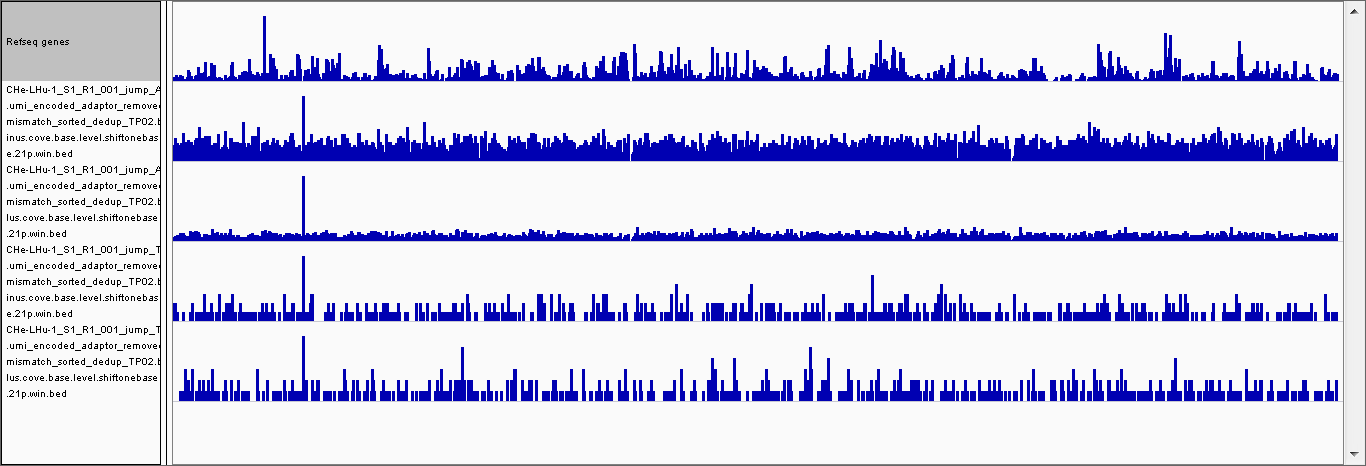 Refseq genes
CHe-LHu-1_S1_R1_001_jump_A
.umi_encoded_adaptor_removed
mismatch_sorted_dedup_TP02.b
inus.cove.base.level.shiftonebas
e.21p.win.bed
CHe-LHu-1_S1_R1_001_jump_A
.umi_encoded_adaptor_removed
mismatch_sorted_dedup_TP02.b
lus.cove.base.level.shiftonebase
.21p.win.bed
CHe-LHu-1_S1_R1_001_jump_T
.umi_encoded_adaptor_removed
mismatch_sorted_dedup_TP02.b
inus.cove.base.level.shiftonebas
e.21p.win.bed
CHe-LHu-1_S1_R1_001_jump_T
.umi_encoded_adaptor_removed
mismatch_sorted_dedup_TP02.b
lus.cove.base.level.shiftonebase
.21p.win.bed